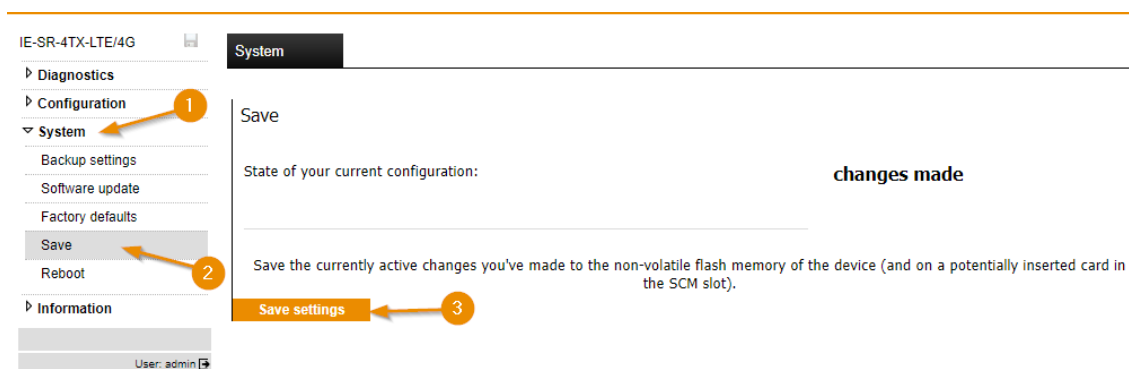 IE-SR-4TX-LTE/4G
Diagnostics
Configuration
1
System
Backup settings
Software update
Factory defaults
Save
Reboot
2
Information
User: admin
System
Save
State of your current configuration:
changes made
Save the currently active changes you've made to the non-volatile flash memory of the device (and on a potentially inserted card in
the SCM slot).
Save settings
3